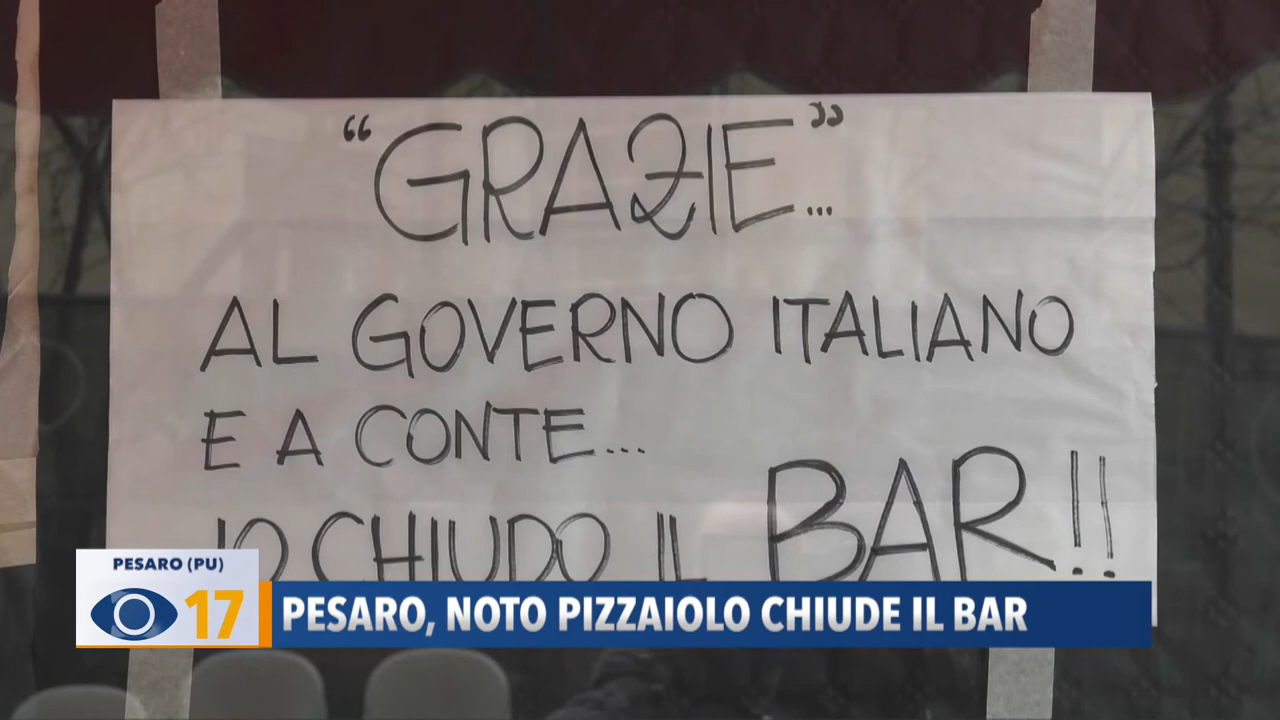 “GRAZIE”...
AL GOVERNO ITALIANO
E A CONTE...
IO CHIUDO IL BAR!!
PESARO (PU)
17
PESARO, NOTO PIZZAIOLO CHIUDE IL BAR